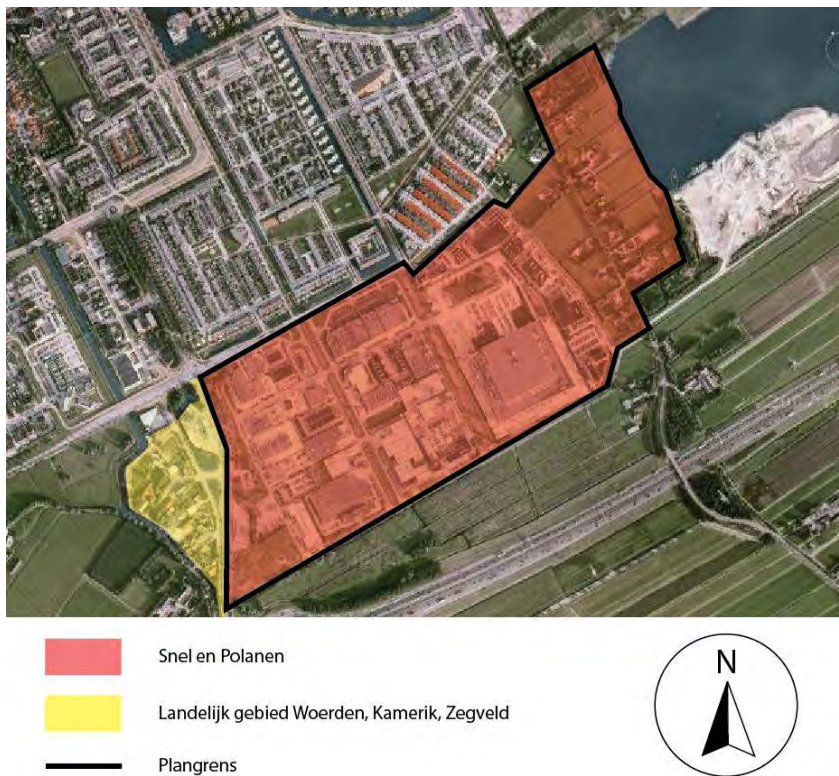 Snel en Polanen
Landelijk gebied Woerden, Kamerik, Zegveld
Plangrens
N